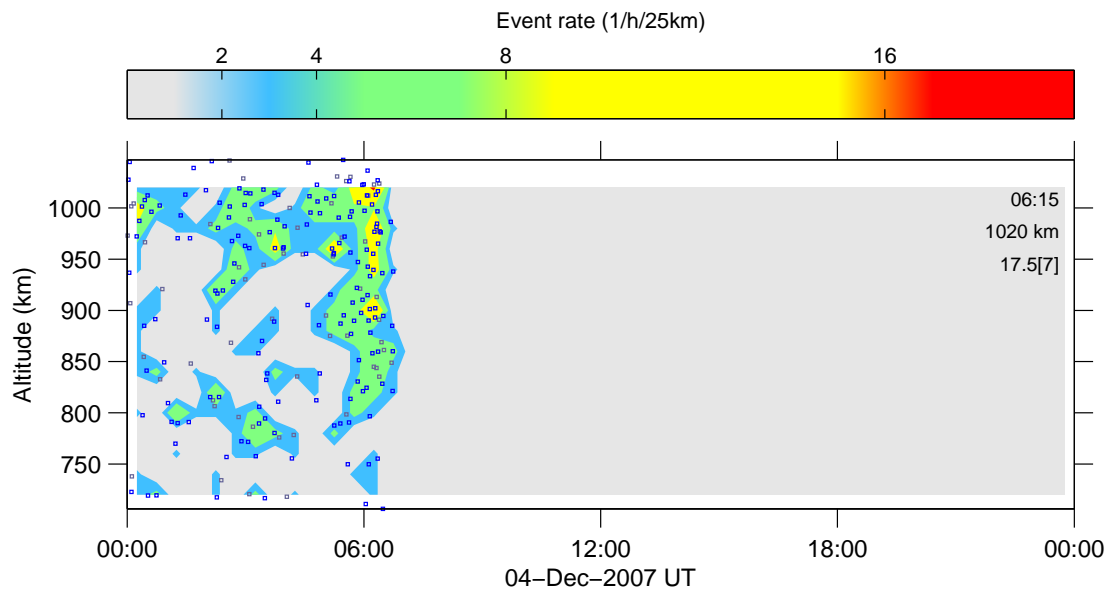 Event rate (1/h/25km)
2 4 8 16
06:15
1020 km
17.5[7]
1000
950
900
850
800
750
Altitude (km)
00:00 06:00 12:00 18:00 00:00
04−Dec−2007 UT